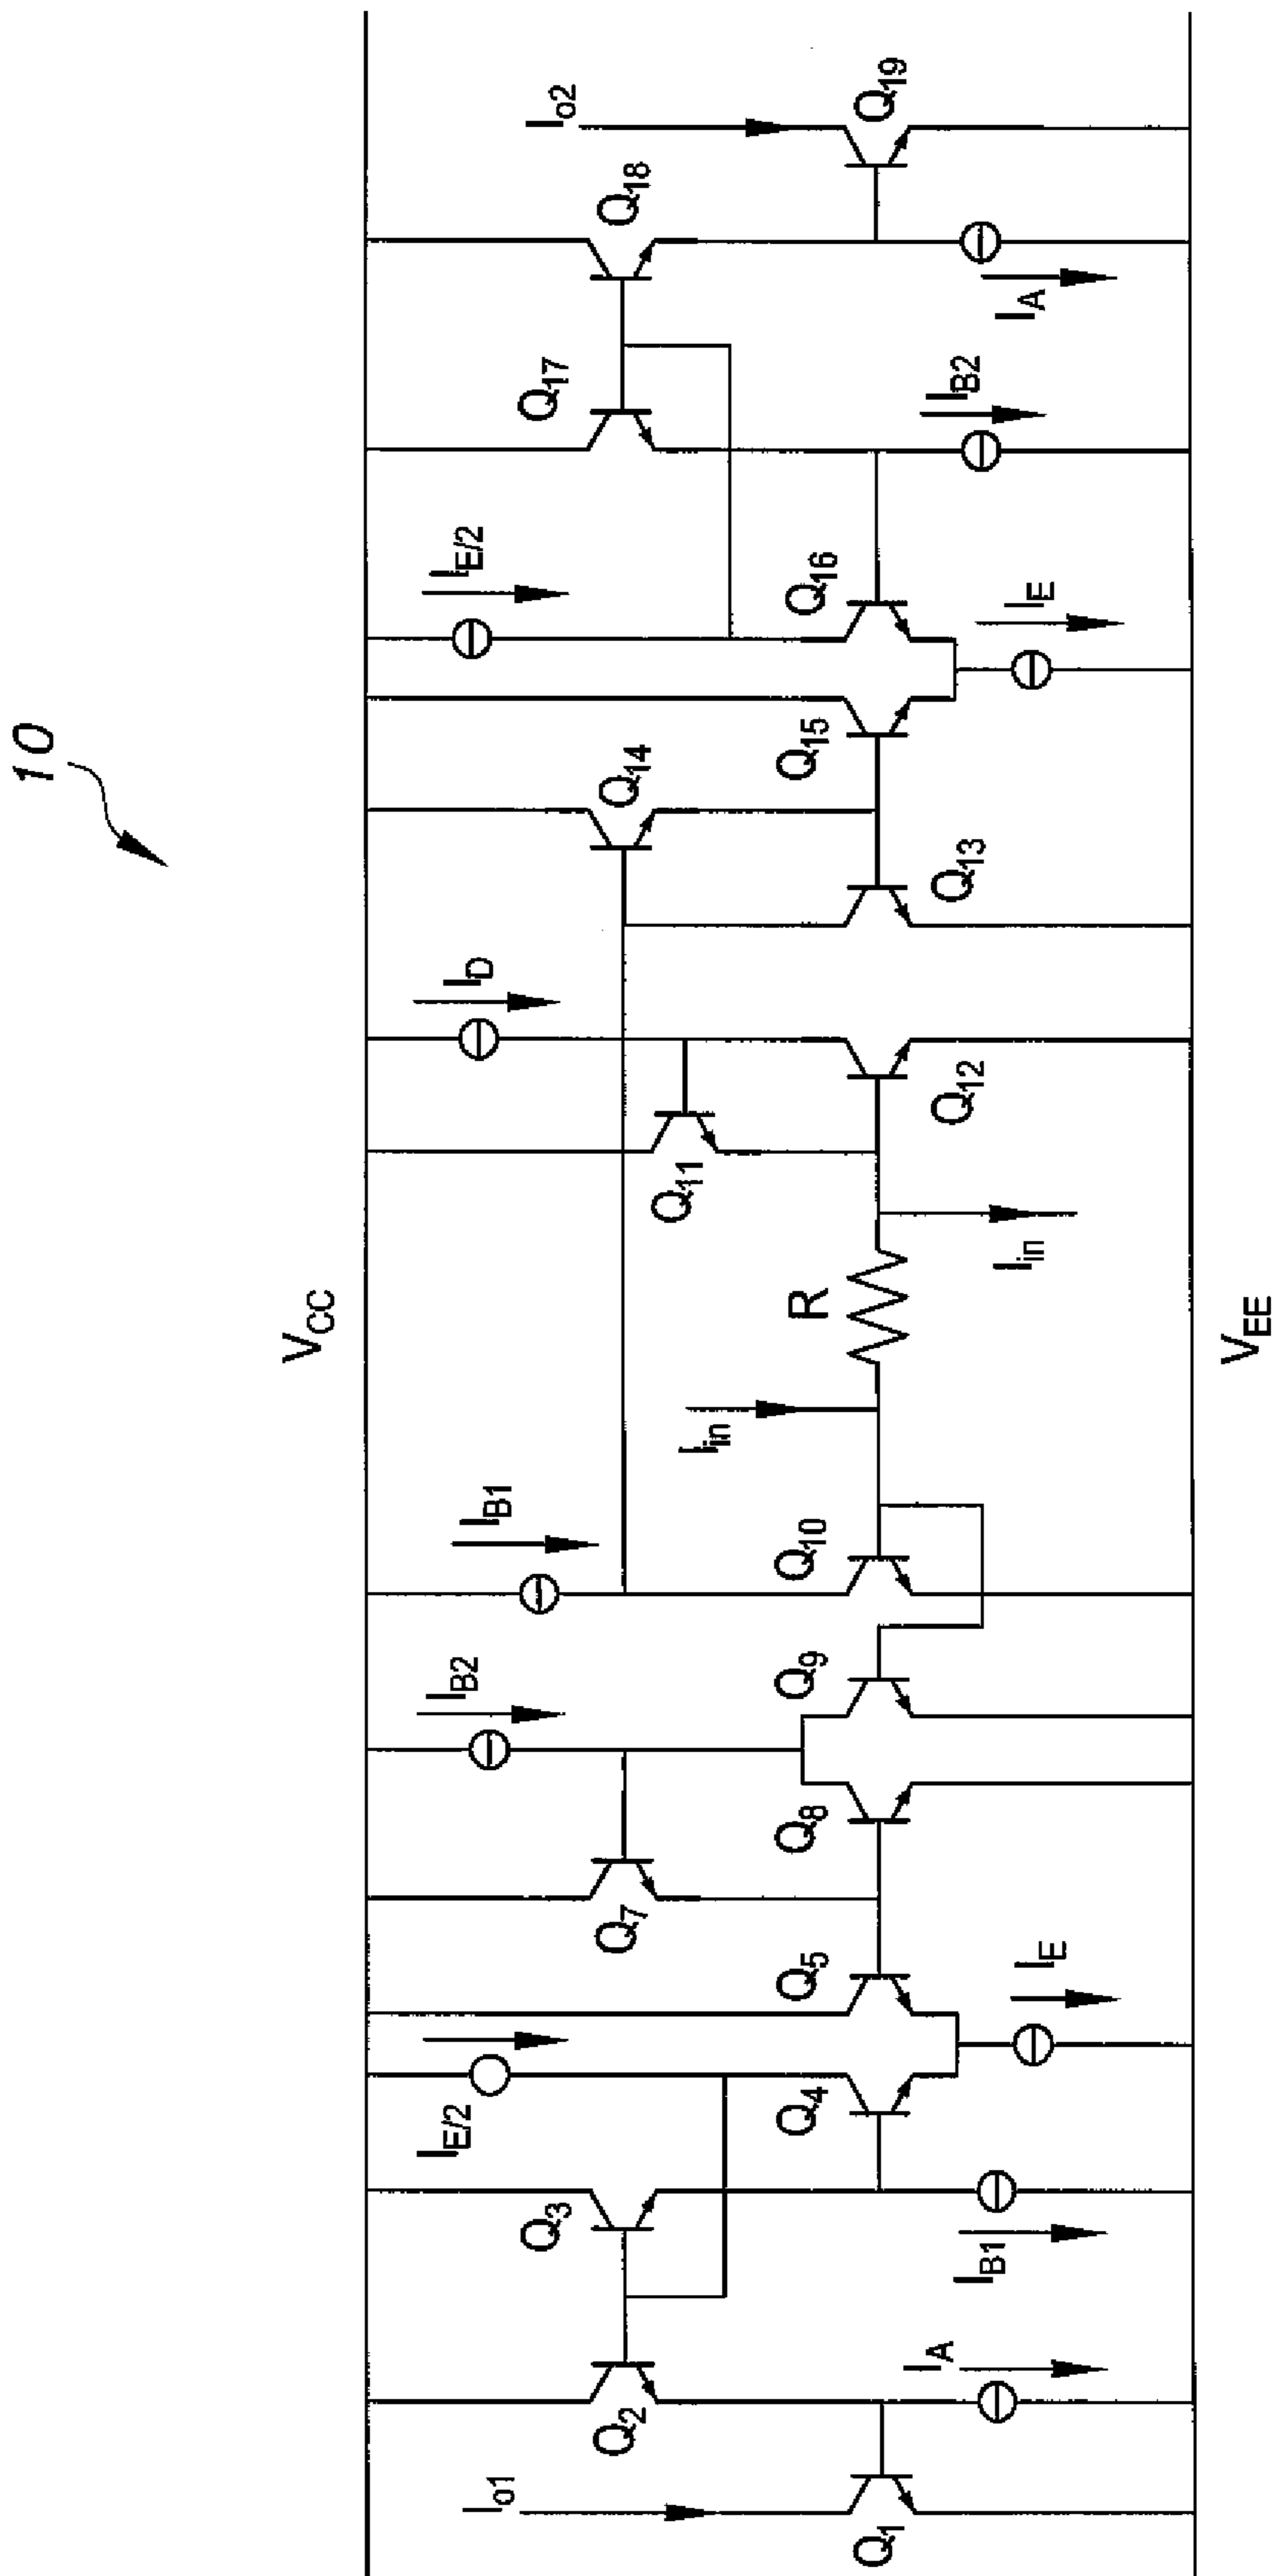 10
V_CC
I_o1
Q_1
Q_2
I_A
Q_3
I_B1
I_E/2
Q_4
Q_5
I_E
Q_7
Q_8
I_B2
Q_9
I_B1
Q_10
I_in
R
I_in
Q_11
Q_12
I_D
Q_13
Q_14
Q_15
I_E/2
Q_16
I_E
Q_17
I_B2
Q_18
I_A
I_o2
Q_19
V_EE